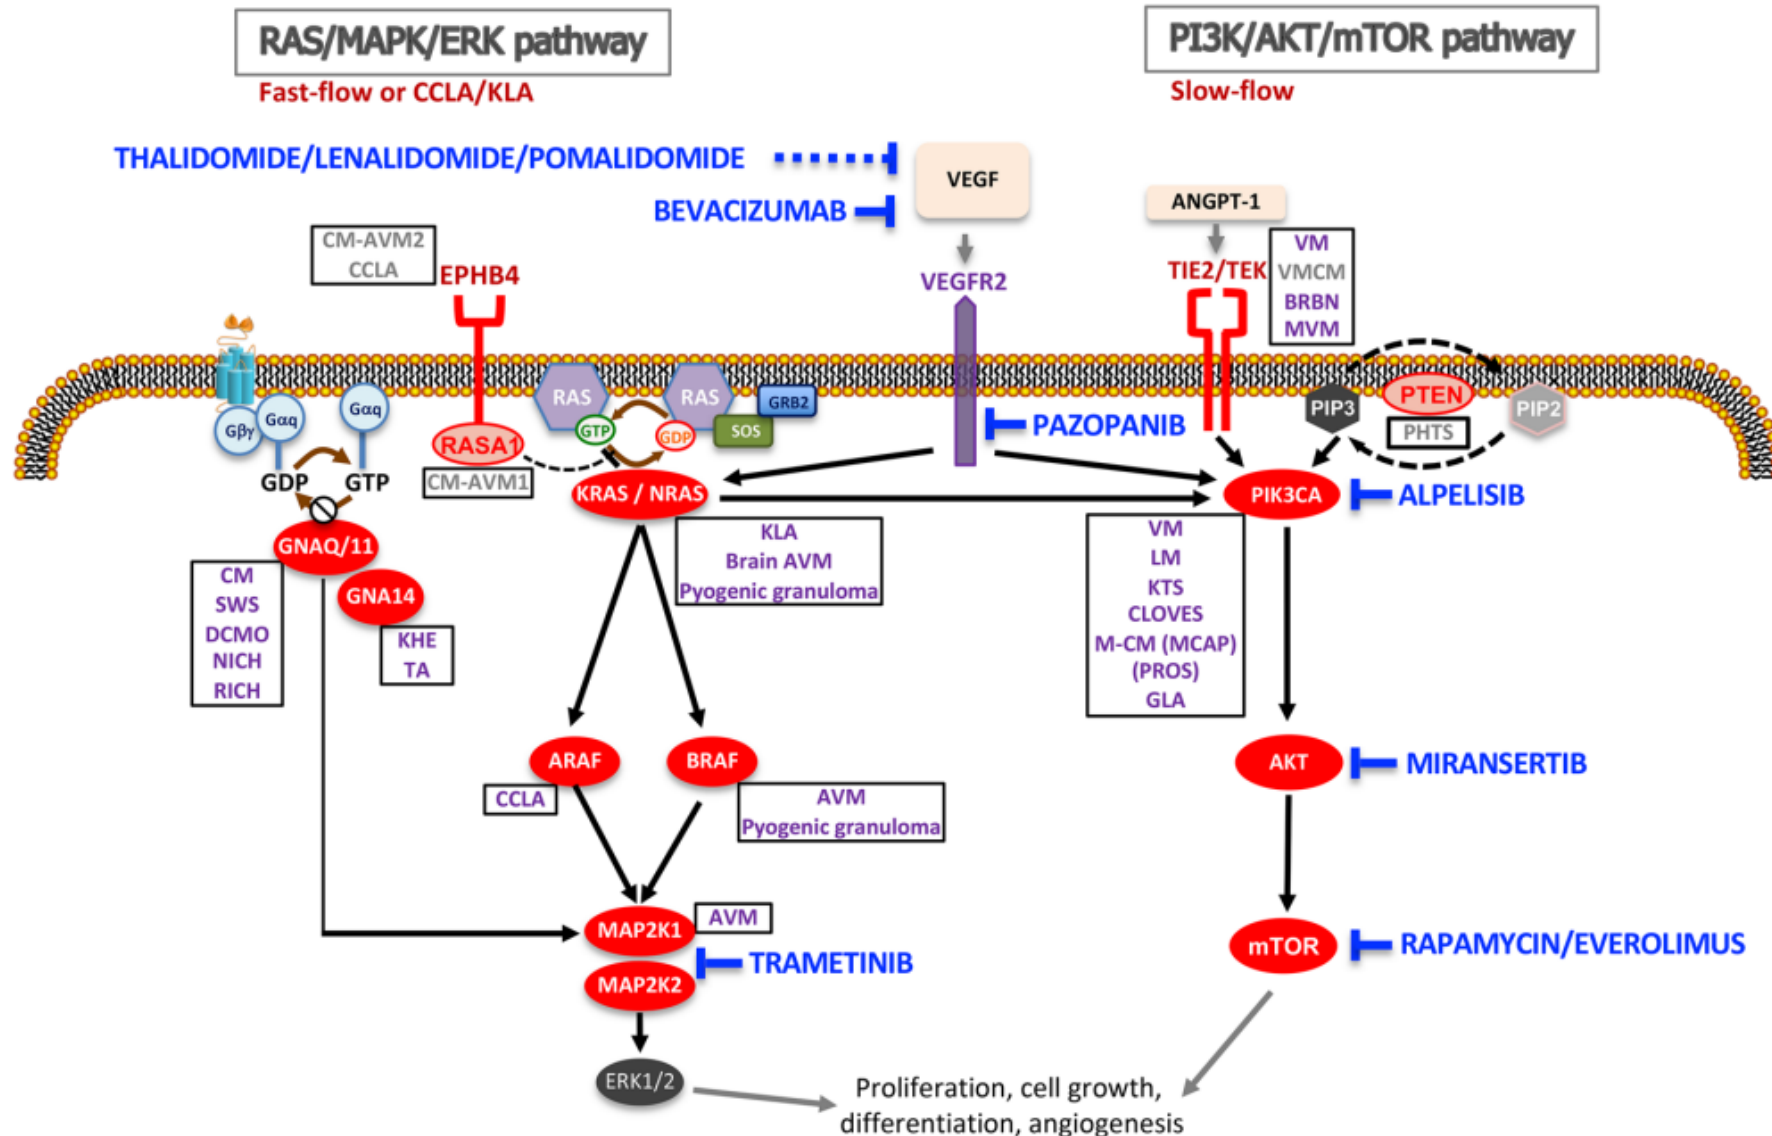 RAS/MAPK/ERK pathway
Fast-flow or CCLA/KLA
PI3K/AKT/mTOR pathway
Slow-flow
THALIDOMIDE/LENALIDOMIDE/POMALIDOMIDE
VEGF
BEVACIZUMAB
ANGPT-1
CM-AVM2
CCLA
EPHB4
VEGFR2
TIE2/TEK
VM
VMCM
BRBN
MVM
Gβγ
Gαq
Gαq
GDP
GTP
RASA1
CM-AVM1
RAS
GTP
RAS
GDP
SOS
GRB2
PAZOPANIB
PIP3
PTEN
PHTS
PIP2
KRAS / NRAS
KLA
Brain AVM
Pyogenic granuloma
PIK3CA
ALPELISIB
VM
LM
KTS
CLOVES
M-CM (MCAP)
(PROS)
GLA
GNAQ/11
CM
SWS
DCMO
NICH
RICH
GNA14
KHE
TA
ARAF
CCLA
BRAF
AVM
Pyogenic granuloma
AKT
MIRANSERTIB
MAP2K1
AVM
MAP2K2
TRAMETINIB
mTOR
RAPAMYCIN/EVEROLIMUS
ERK1/2
Proliferation, cell growth,
differentiation, angiogenesis